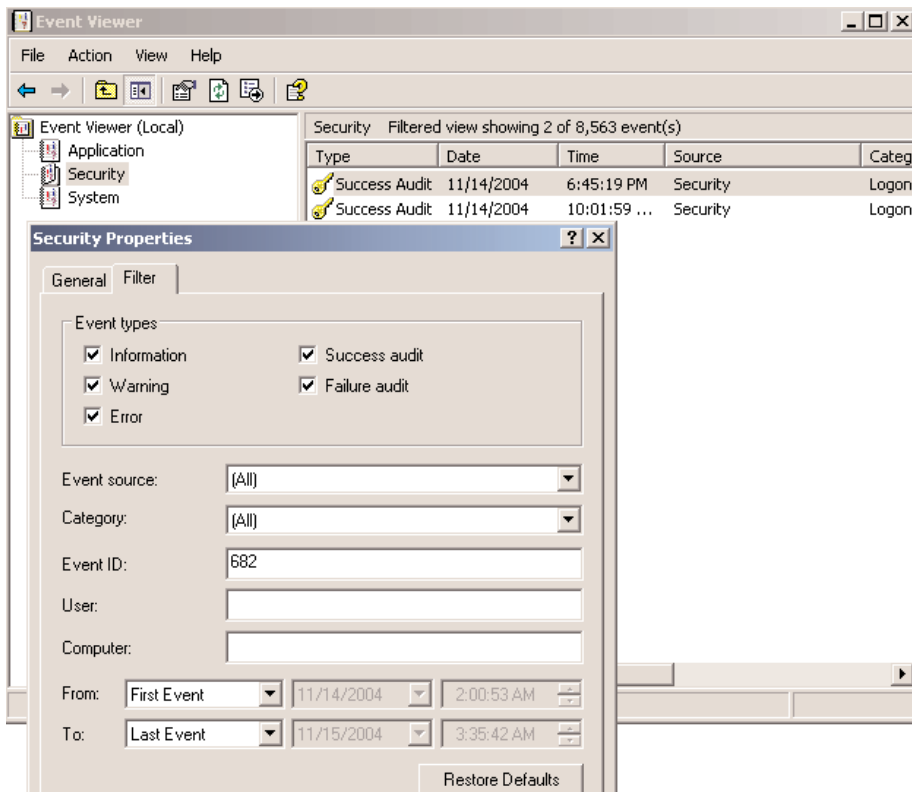 Event Viewer
File Action View Help
Event Viewer (Local)
Application
Security
System
Security Filtered view showing 2 of 8,563 event(s)
Type Date Time Source Categ
Success Audit 11/14/2004 6:45:19 PM Security Logon
Success Audit 11/14/2004 10:01:59 ... Security Logon
Security Properties
General Filter
Event types
Information Success audit
Warning Failure audit
Error
Event source: (All)
Category: (All)
Event ID: 682
User:
Computer:
From: First Event 11/14/2004 2:00:53 AM
To: Last Event 11/15/2004 3:35:42 AM
Restore Defaults